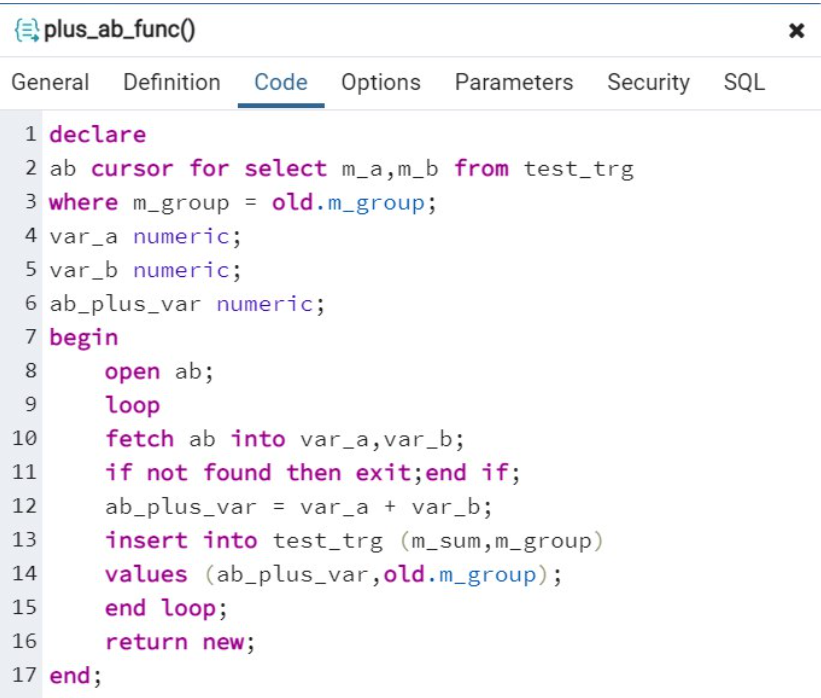 plus_ab_func()
General Definition Code Options Parameters Security SQL
1 declare
2 ab cursor for select m_a,m_b from test_trg
3 where m_group = old.m_group;
4 var_a numeric;
5 var_b numeric;
6 ab_plus_var numeric;
7 begin
8 open ab;
9 loop
10 fetch ab into var_a,var_b;
11 if not found then exit;end if;
12 ab_plus_var = var_a + var_b;
13 insert into test_trg (m_sum,m_group)
14 values (ab_plus_var,old.m_group);
15 end loop;
16 return new;
17 end;